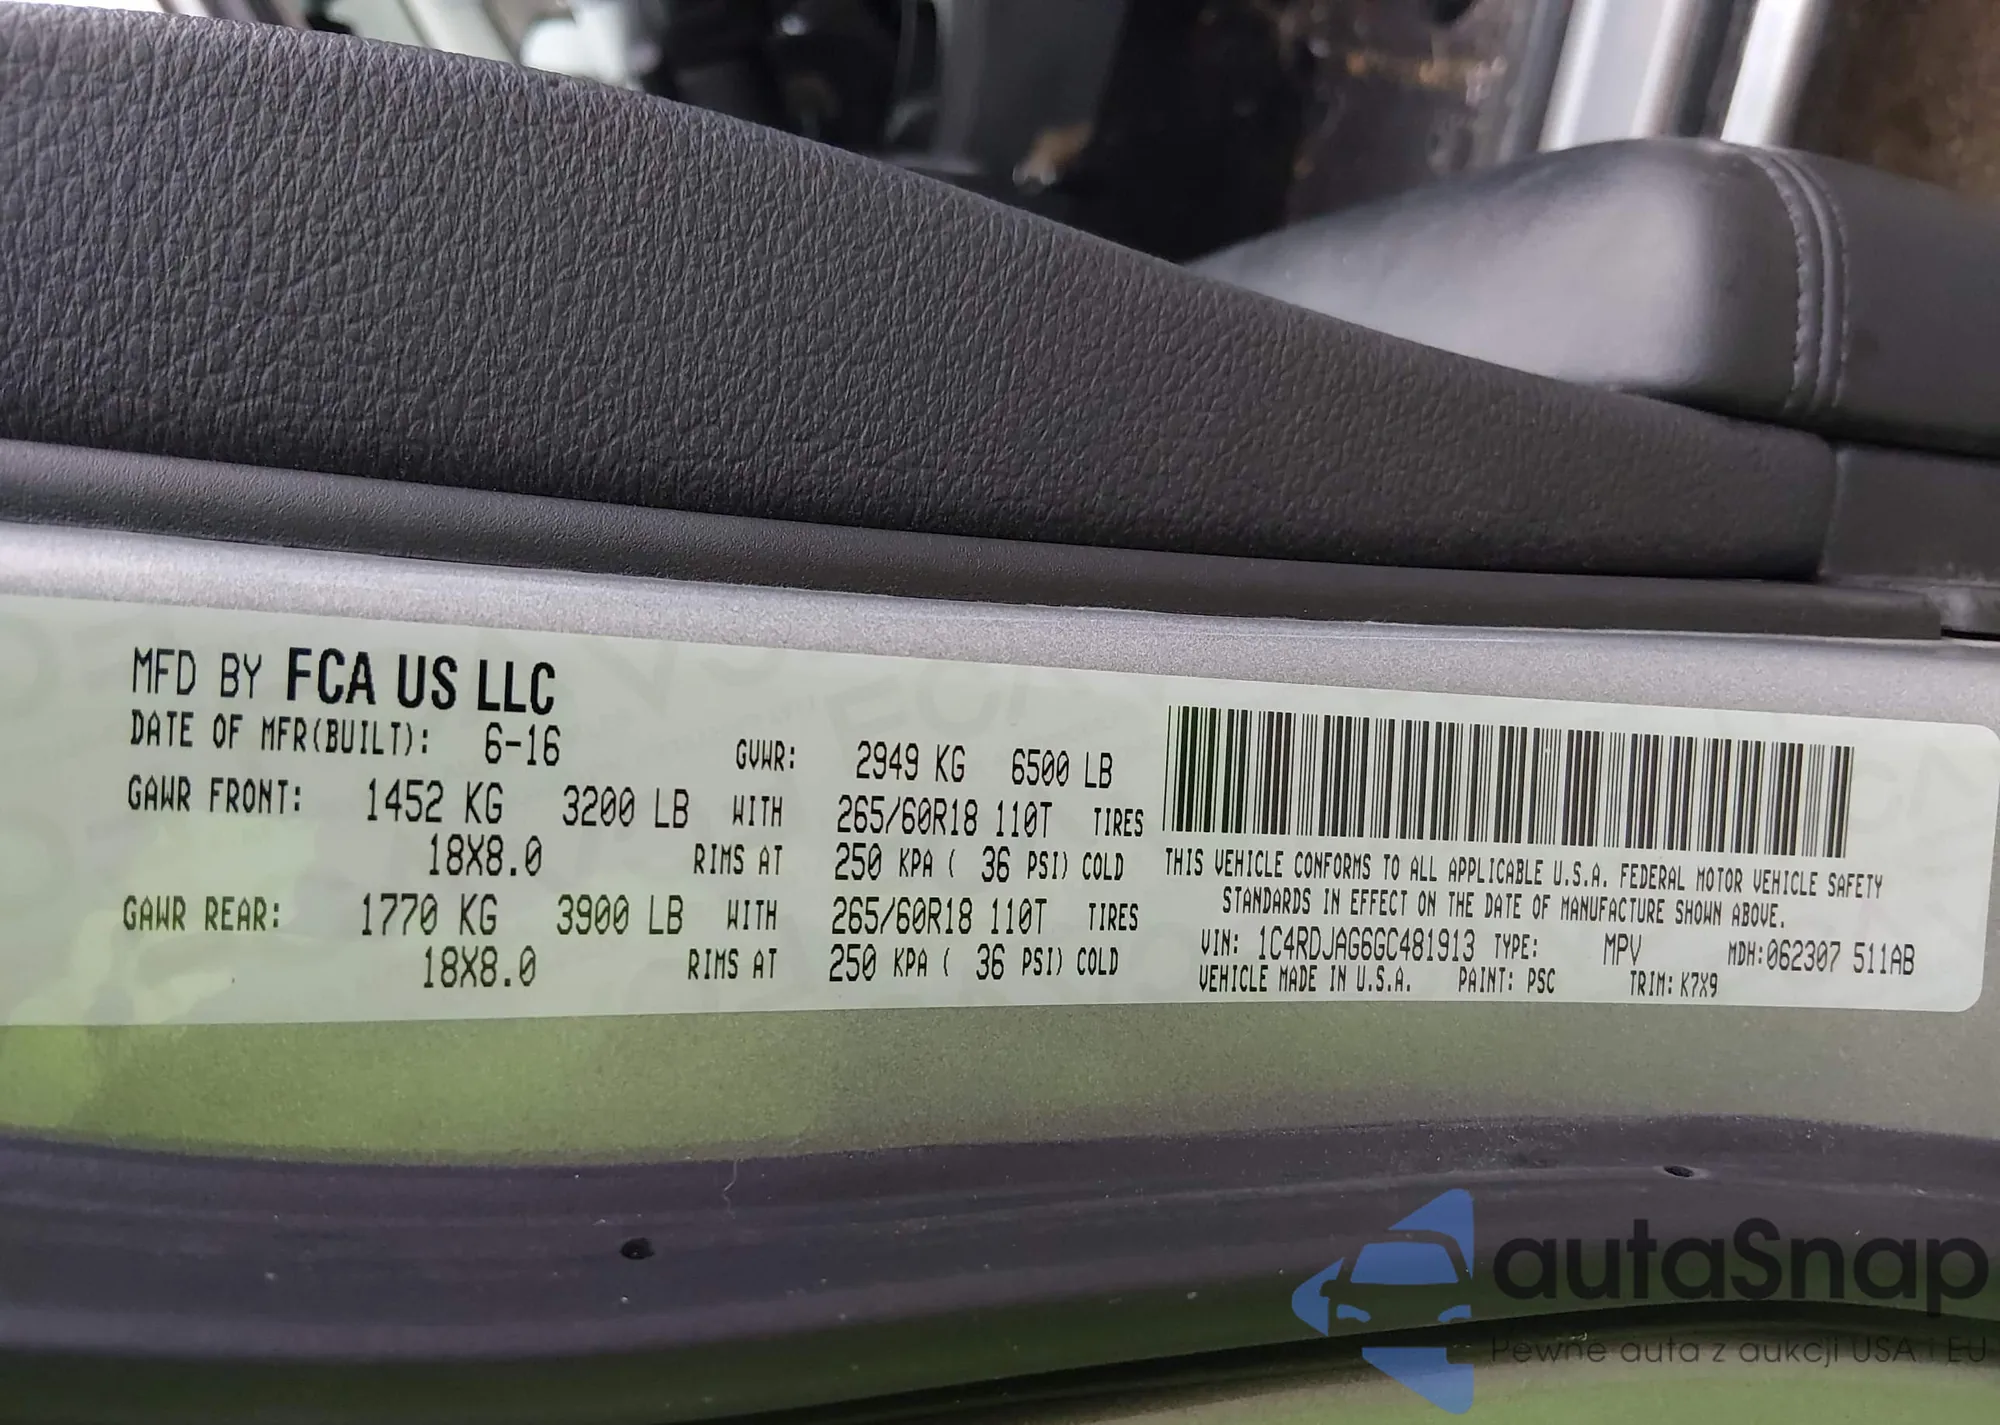 MFD BY FCA US LLC
DATE OF MFR(BUILT): 6-16 GVWR: 2949 KG 6500 LB
GAWR FRONT: 1452 KG 3200 LB WITH 265/60R18 110T TIRES
18X8.0 RIMS AT 250 KPA ( 36 PSI) COLD
GAWR REAR: 1770 KG 3900 LB WITH 265/60R18 110T TIRES
18X8.0 RIMS AT 250 KPA ( 36 PSI) COLD
THIS VEHICLE CONFORMS TO ALL APPLICABLE U.S.A. FEDERAL MOTOR VEHICLE SAFETY
STANDARDS IN EFFECT ON THE DATE OF MANUFACTURE SHOWN ABOVE.
VIN: 1C4RDJAG6GC481913 TYPE: MPV MDH:062307 511AB
VEHICLE MADE IN U.S.A. PAINT: PSC TRIM: K7X9
autaSnap
Pewne auta z aukcji USA i EU